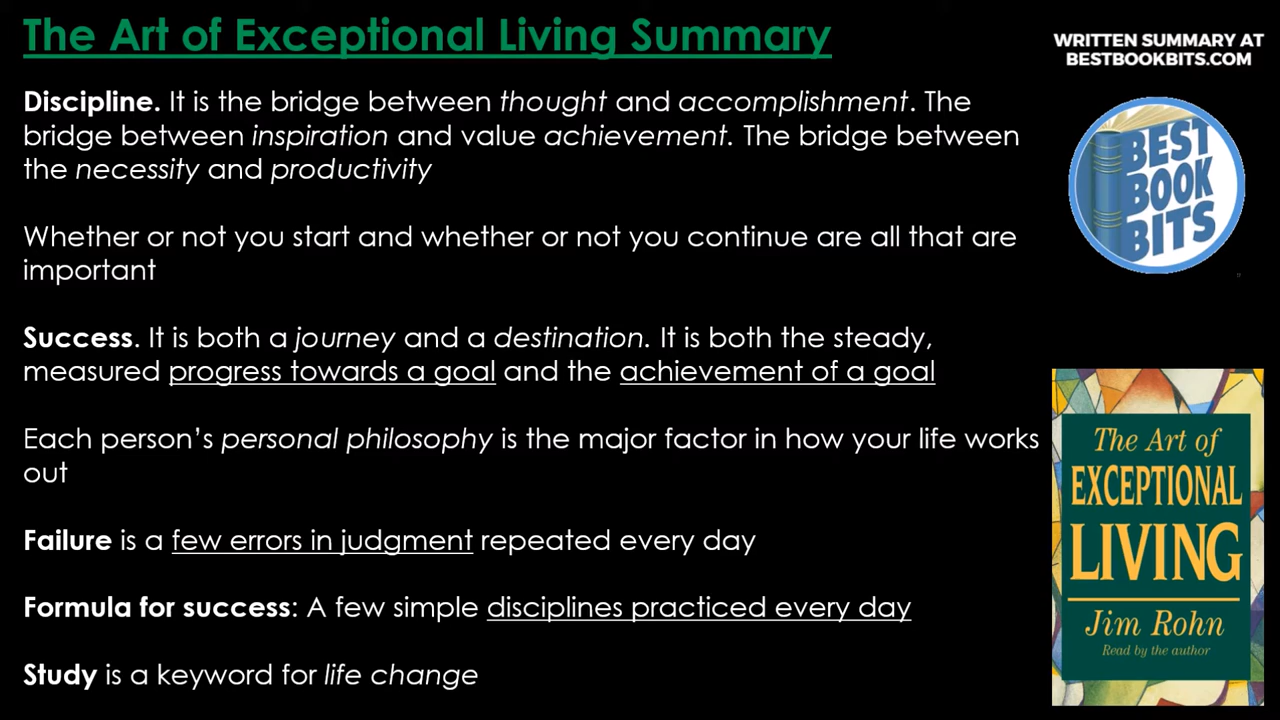 The Art of Exceptional Living Summary
WRITTEN SUMMARY AT
BESTBOOKBITS.COM
Discipline. It is the bridge between thought and accomplishment. The
bridge between inspiration and value achievement. The bridge between
the necessity and productivity
Whether or not you start and whether or not you continue are all that are
important
Success. It is both a journey and a destination. It is both the steady,
measured progress towards a goal and the achievement of a goal
Each person’s personal philosophy is the major factor in how your life works
out
Failure is a few errors in judgment repeated every day
Formula for success: A few simple disciplines practiced every day
Study is a keyword for life change
BEST
BOOK
BITS
The Art of
EXCEPTIONAL
LIVING
Jim Rohn
Read by the author